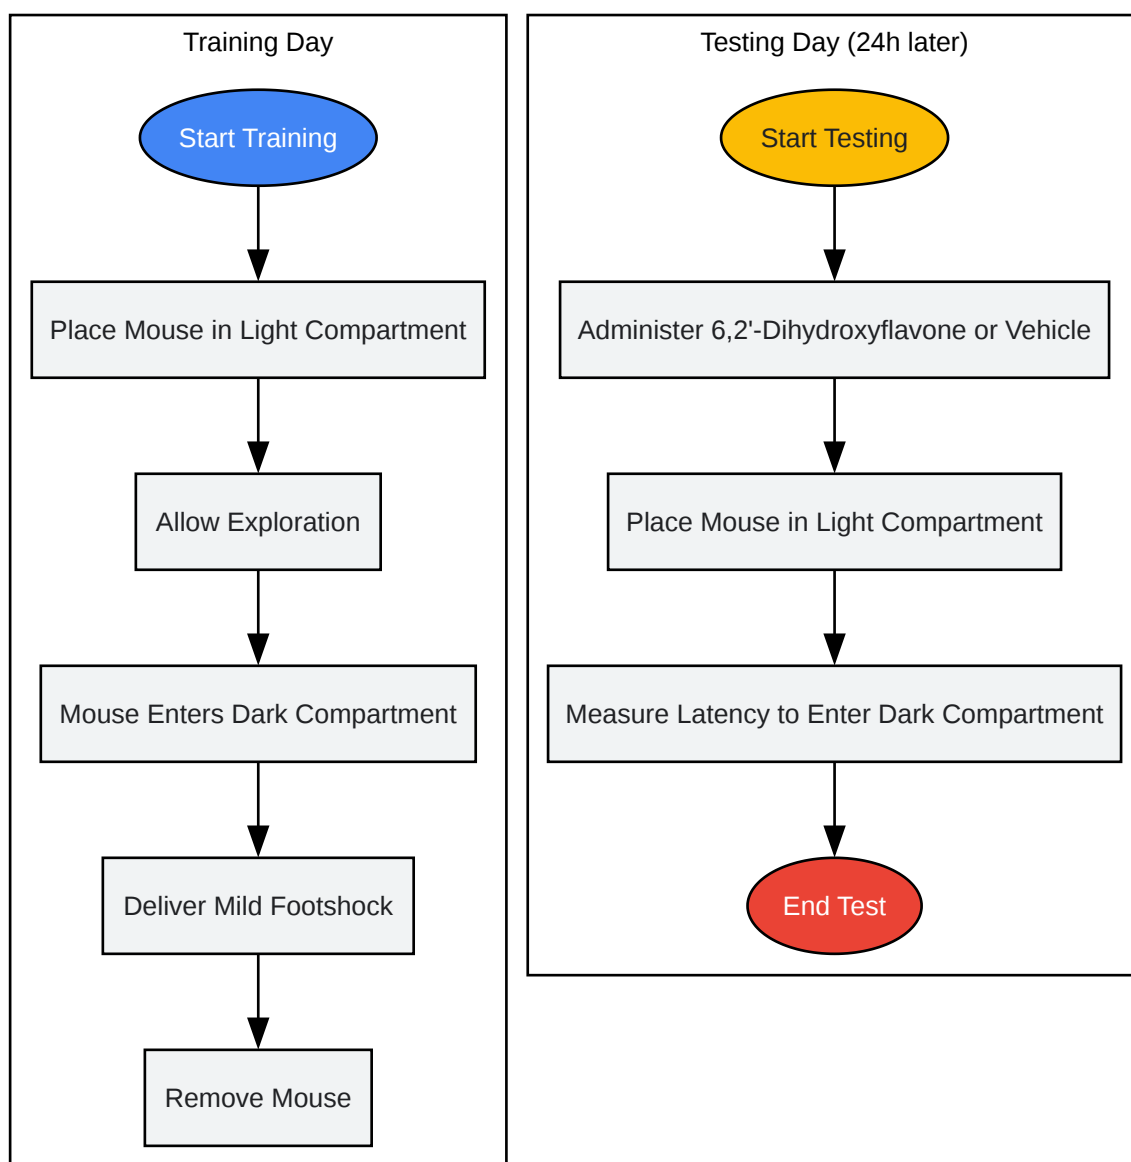 Training Day
Start Training
Place Mouse in Light Compartment
Allow Exploration
Mouse Enters Dark Compartment
Deliver Mild Footshock
Remove Mouse
Testing Day (24h later)
Start Testing
Administer 6,2'-Dihydroxyflavone or Vehicle
Place Mouse in Light Compartment
Measure Latency to Enter Dark Compartment
End Test